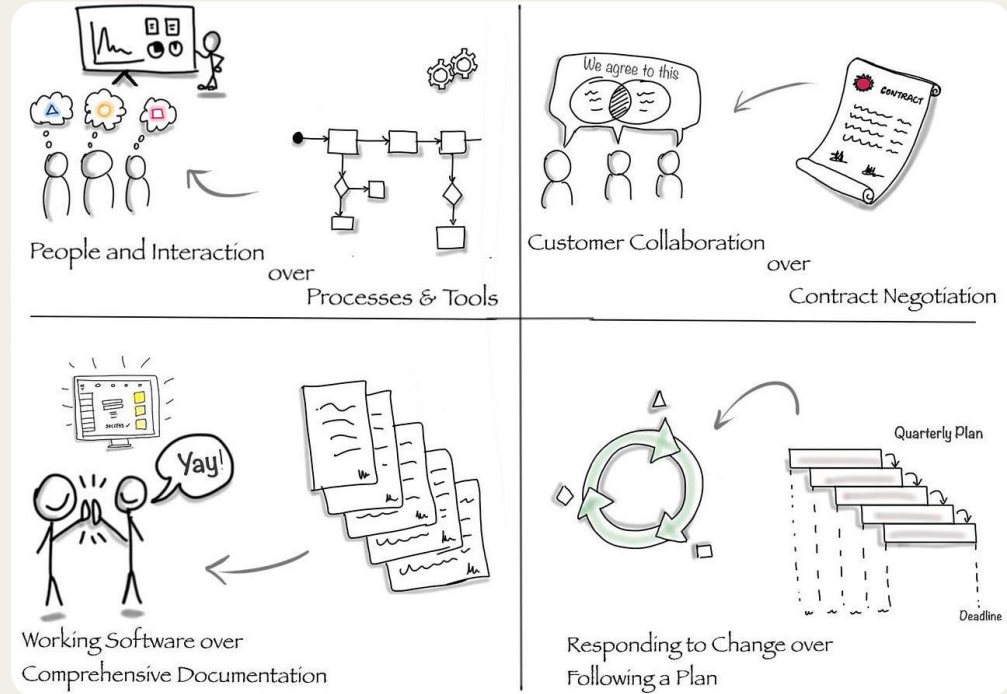 People and Interaction
over
Processes & Tools
We agree to this
CONTRACT
Customer Collaboration
over
Contract Negotiation
success ✓
Yay!
Working Software over
Comprehensive Documentation
Quarterly Plan
Deadline
Responding to Change over
Following a Plan